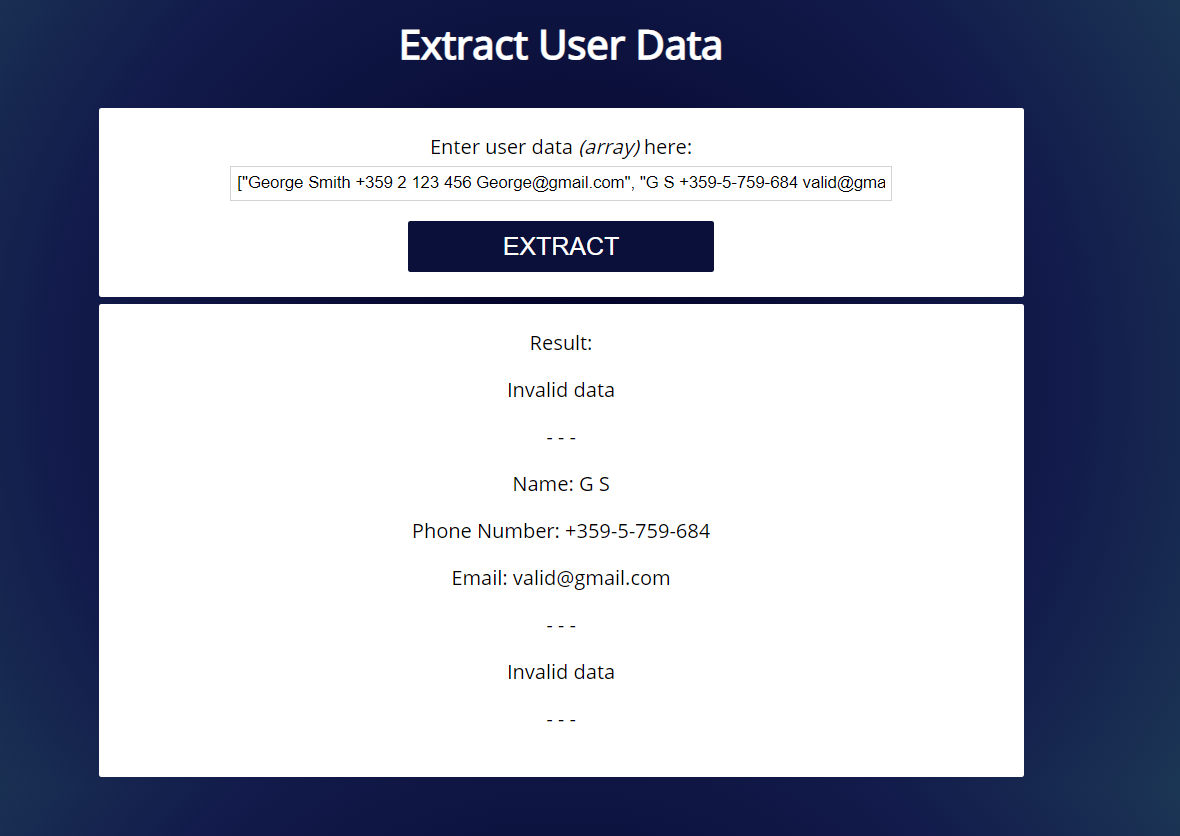 Extract User Data
Enter user data (array) here:
["George Smith +359 2 123 456 George@gmail.com", "G S +359-5-759-684 valid@gma
EXTRACT
Result:
Invalid data
- - -
Name: G S
Phone Number: +359-5-759-684
Email: valid@gmail.com
- - -
Invalid data
- - -